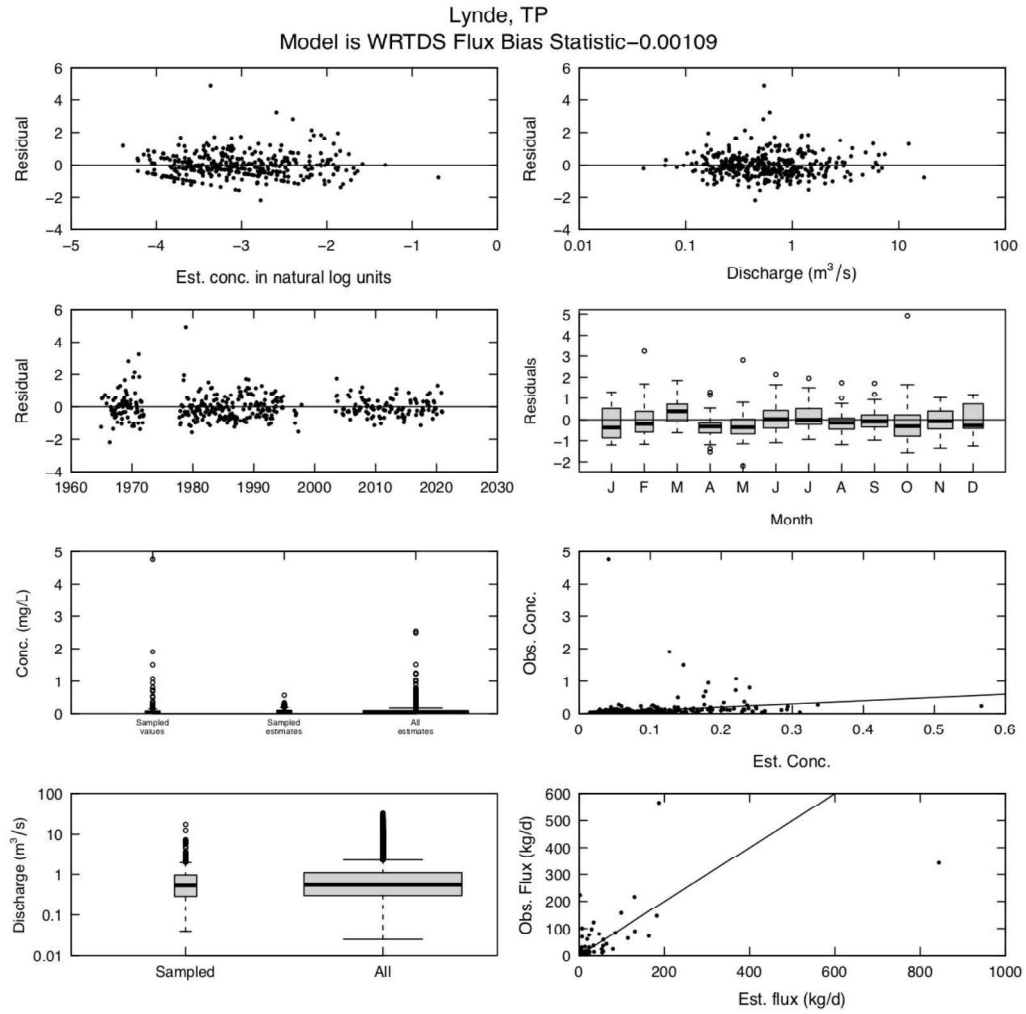 Lynde, TP
Model is WRTDS Flux Bias Statistic−0.00109
6
4
2
0
−2
−4
Residual
−5 −4 −3 −2 −1 0
Est. conc. in natural log units
6
4
2
0
−2
−4
Residual
0.01 0.1 1 10 100
Discharge (m³/s)
6
4
2
0
−2
−4
Residual
1960 1970 1980 1990 2000 2010 2020 2030
5
4
3
2
1
0
−1
−2
Residuals
J F M A M J J A S O N D
Month
5
4
3
2
1
0
Conc. (mg/L)
Sampled Sampled All
values estimates estimates
5
4
3
2
1
0
Obs. Conc.
0 0.1 0.2 0.3 0.4 0.5 0.6
Est. Conc.
100
10
1
0.1
0.01
Discharge (m³/s)
Sampled All
600
500
400
300
200
100
0
Obs. Flux (kg/d)
0 200 400 600 800 1000
Est. flux (kg/d)